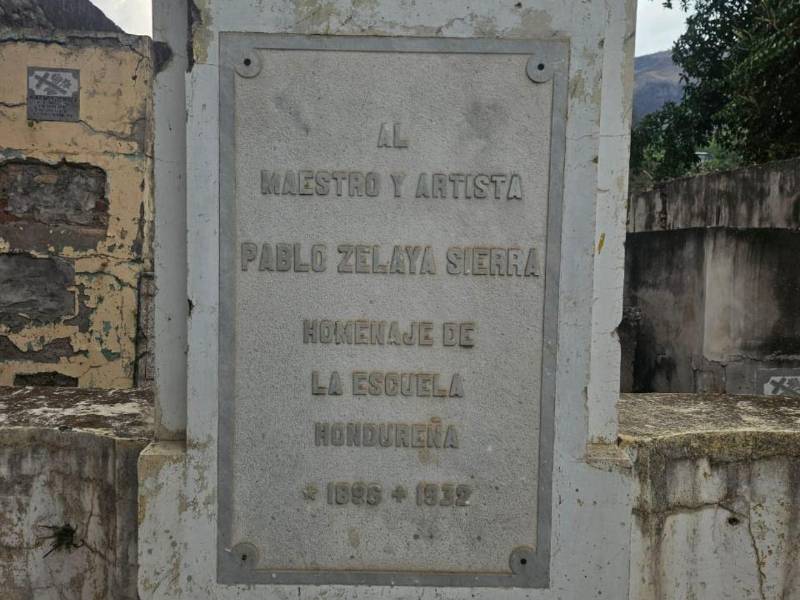 AL
MAESTRO Y ARTISTA
PABLO ZELAYA SIERRA
HOMENAJE DE
LA ESCUELA
HONDUREÑA
* 1896 + 1932